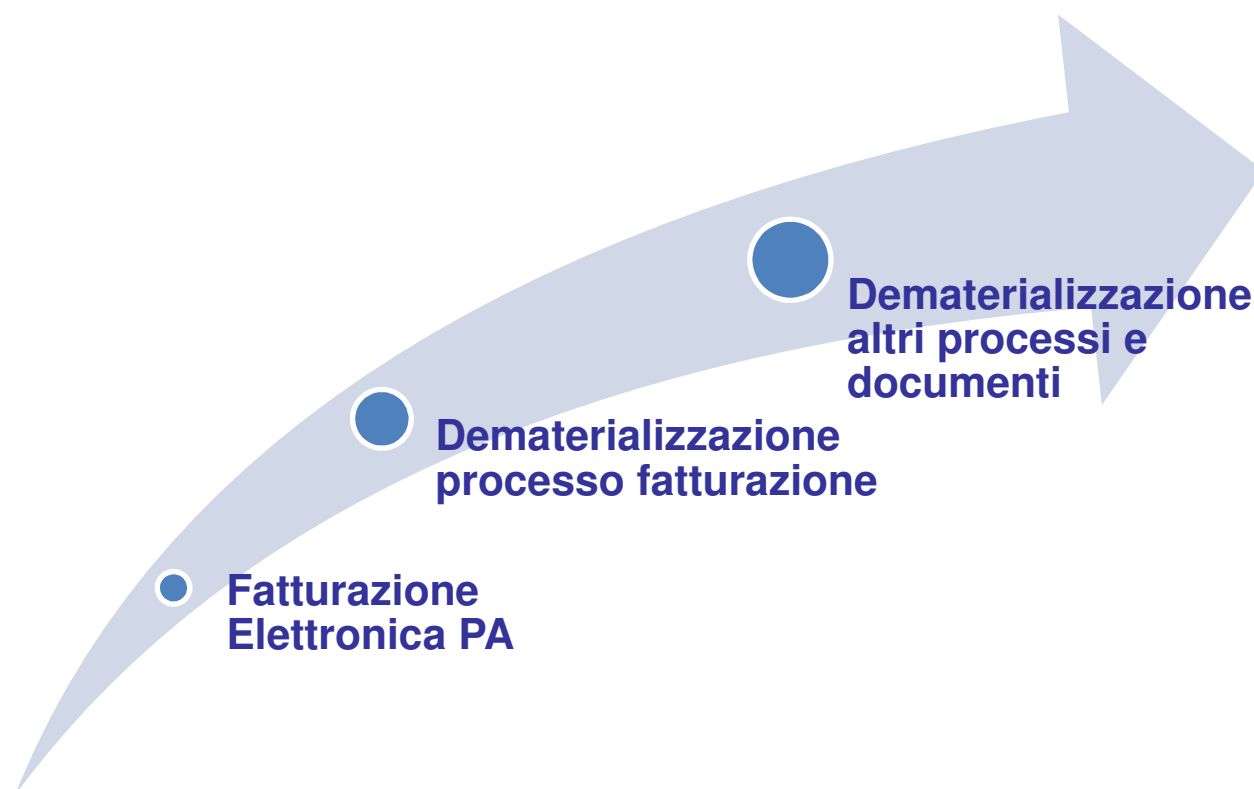 Dematerializzazione
altri processi e
documenti
Dematerializzazione
processo fatturazione
Fatturazione
Elettronica PA